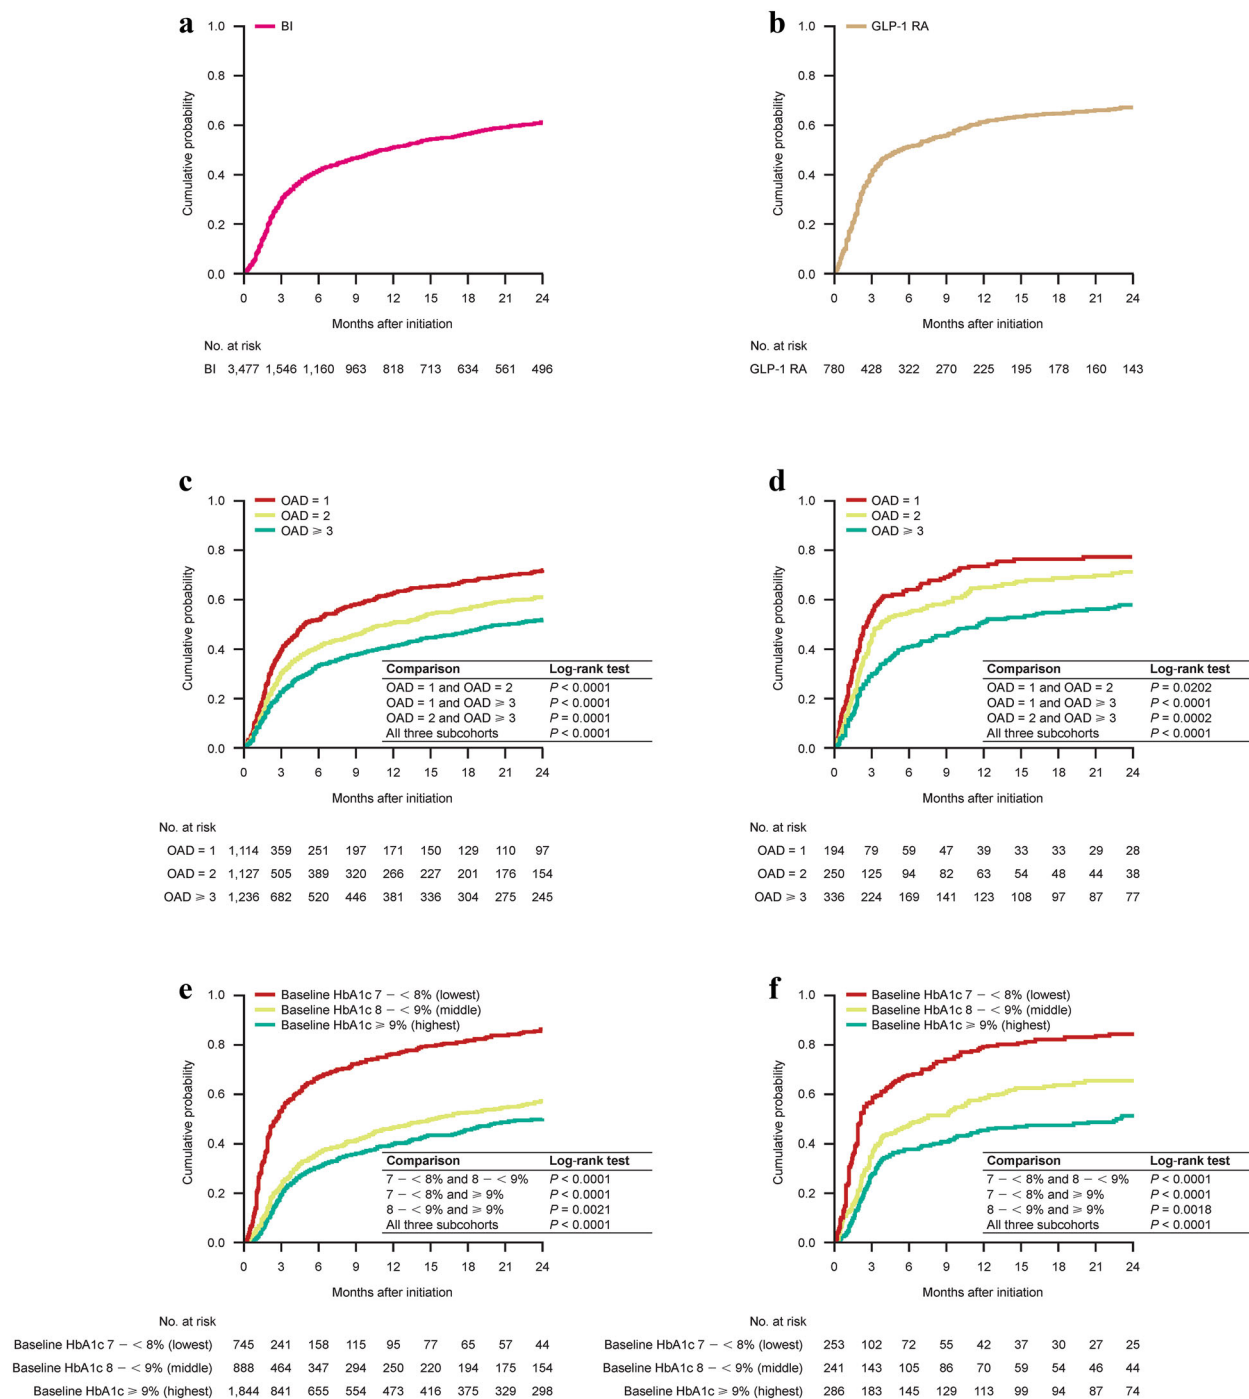 a
BI
1.0
0.8
0.6
0.4
0.2
0.0
Cumulative probability
0 3 6 9 12 15 18 21 24
Months after initiation
No. at risk
BI 3,477 1,546 1,160 963 818 713 634 561 496
b
GLP-1 RA
1.0
0.8
0.6
0.4
0.2
0.0
Cumulative probability
0 3 6 9 12 15 18 21 24
Months after initiation
No. at risk
GLP-1 RA 780 428 322 270 225 195 178 160 143
c
OAD = 1
OAD = 2
OAD ≥ 3
1.0
0.8
0.6
0.4
0.2
0.0
Cumulative probability
Comparison Log-rank test
OAD = 1 and OAD = 2 P < 0.0001
OAD = 1 and OAD ≥ 3 P < 0.0001
OAD = 2 and OAD ≥ 3 P = 0.0001
All three subcohorts P < 0.0001
0 3 6 9 12 15 18 21 24
Months after initiation
No. at risk
OAD = 1 1,114 359 251 197 171 150 129 110 97
OAD = 2 1,127 505 389 320 266 227 201 176 154
OAD ≥ 3 1,236 682 520 446 381 336 304 275 245
d
OAD = 1
OAD = 2
OAD ≥ 3
1.0
0.8
0.6
0.4
0.2
0.0
Cumulative probability
Comparison Log-rank test
OAD = 1 and OAD = 2 P = 0.0202
OAD = 1 and OAD ≥ 3 P < 0.0001
OAD = 2 and OAD ≥ 3 P = 0.0002
All three subcohorts P < 0.0001
0 3 6 9 12 15 18 21 24
Months after initiation
No. at risk
OAD = 1 194 79 59 47 39 33 33 29 28
OAD = 2 250 125 94 82 63 54 48 44 38
OAD ≥ 3 336 224 169 141 123 108 97 87 77
e
Baseline HbA1c 7 − < 8% (lowest)
Baseline HbA1c 8 − < 9% (middle)
Baseline HbA1c ≥ 9% (highest)
1.0
0.8
0.6
0.4
0.2
0.0
Cumulative probability
Comparison Log-rank test
7 − < 8% and 8 − < 9% P < 0.0001
7 − < 8% and ≥ 9% P < 0.0001
8 − < 9% and ≥ 9% P = 0.0021
All three subcohorts P < 0.0001
0 3 6 9 12 15 18 21 24
Months after initiation
No. at risk
Baseline HbA1c 7 − < 8% (lowest) 745 241 158 115 95 77 65 57 44
Baseline HbA1c 8 − < 9% (middle) 888 464 347 294 250 220 194 175 154
Baseline HbA1c ≥ 9% (highest) 1,844 841 655 554 473 416 375 329 298
f
Baseline HbA1c 7 − < 8% (lowest)
Baseline HbA1c 8 − < 9% (middle)
Baseline HbA1c ≥ 9% (highest)
1.0
0.8
0.6
0.4
0.2
0.0
Cumulative probability
Comparison Log-rank test
7 − < 8% and 8 − < 9% P < 0.0001
7 − < 8% and ≥ 9% P < 0.0001
8 − < 9% and ≥ 9% P = 0.0018
All three subcohorts P < 0.0001
0 3 6 9 12 15 18 21 24
Months after initiation
No. at risk
Baseline HbA1c 7 − < 8% (lowest) 253 102 72 55 42 37 30 27 25
Baseline HbA1c 8 − < 9% (middle) 241 143 105 86 70 59 54 46 44
Baseline HbA1c ≥ 9% (highest) 286 183 145 129 113 99 94 87 74